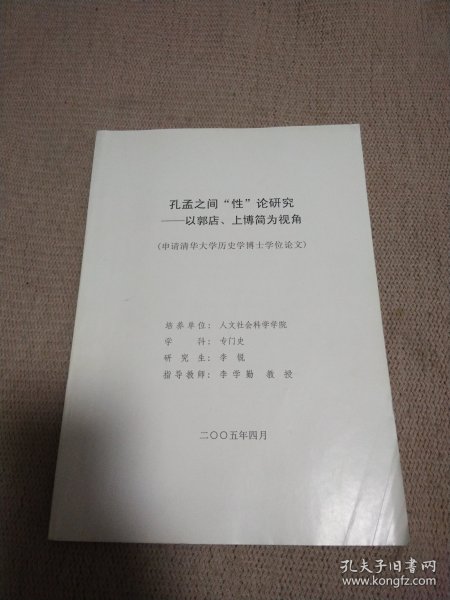 孔孟之间“性”论研究
——以郭店、上博简为视角
(申请清华大学历史学博士学位论文)
培养单位：人文社会科学学院
学科：专门史
研究生：李锐
指导教师：李学勤 教授
二〇〇五年四月
孔夫子旧书网
www.kongfz.com